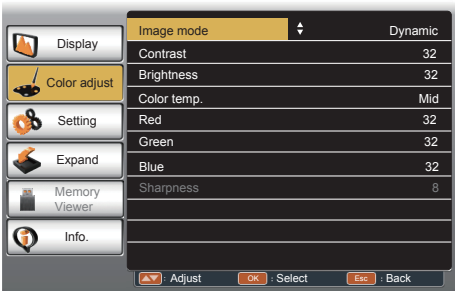 Display
Color adjust
Setting
Expand
Memory
Viewer
Info.
Image mode Dynamic
Contrast 32
Brightness 32
Color temp. Mid
Red 32
Green 32
Blue 32
Sharpness 8
: Adjust OK : Select Esc : Back